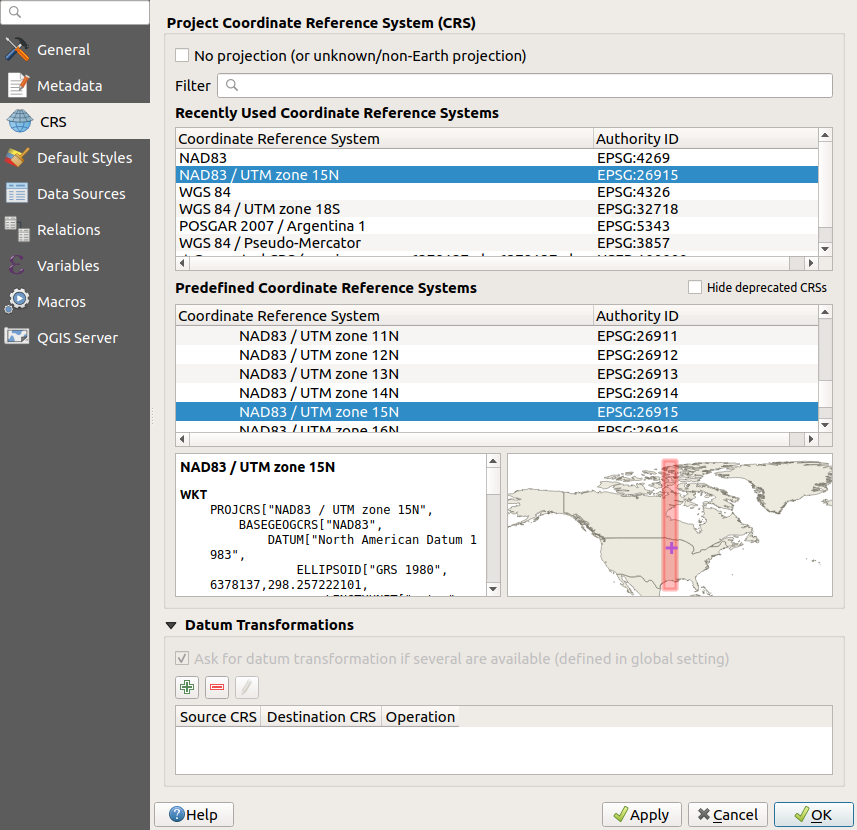 Project Coordinate Reference System (CRS)
General
Metadata
CRS
Default Styles
Data Sources
Relations
Variables
Macros
QGIS Server
No projection (or unknown/non-Earth projection)
Filter
Recently Used Coordinate Reference Systems
Coordinate Reference System Authority ID
NAD83 EPSG:4269
NAD83 / UTM zone 15N EPSG:26915
WGS 84 EPSG:4326
WGS 84 / UTM zone 18S EPSG:32718
POSGAR 2007 / Argentina 1 EPSG:5343
WGS 84 / Pseudo-Mercator EPSG:3857
Predefined Coordinate Reference Systems Hide deprecated CRSs
Coordinate Reference System Authority ID
NAD83 / UTM zone 11N EPSG:26911
NAD83 / UTM zone 12N EPSG:26912
NAD83 / UTM zone 13N EPSG:26913
NAD83 / UTM zone 14N EPSG:26914
NAD83 / UTM zone 15N EPSG:26915
NAD83 / UTM zone 16N EPSG:26916
NAD83 / UTM zone 15N
WKT
PROJCRS["NAD83 / UTM zone 15N",
BASEGEOGCRS["NAD83",
DATUM["North American Datum 1
983",
ELLIPSOID["GRS 1980",
6378137,298.257222101,
Datum Transformations
Ask for datum transformation if several are available (defined in global setting)
Source CRS Destination CRS Operation
Help Apply Cancel OK